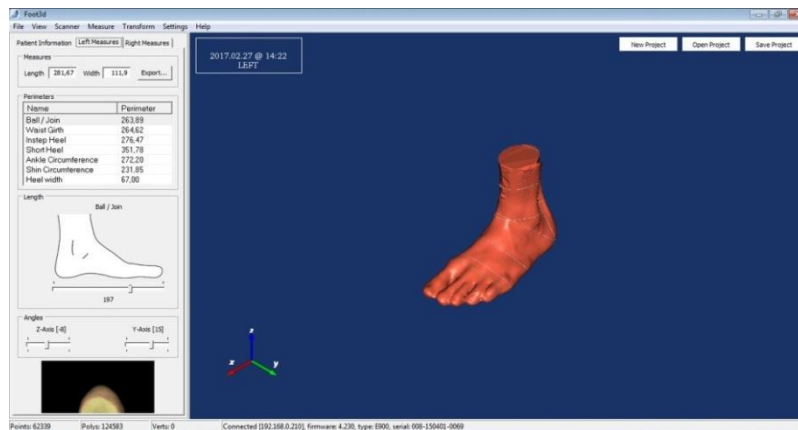 Foot3d
File View Scanner Measure Transform Settings Help
Patient Information Left Measures Right Measures
Measures
Length 281,67 Width 111,9 Export...
Perimeters
Name Perimeter
Ball / Join 263,89
Waist Girth 264,62
Instep Heel 276,47
Short Heel 351,78
Ankle Circumference 272,20
Shin Circumference 231,85
Heel width 67,00
Length
Ball / Join
197
Angles
Z-Axis [-8] Y-Axis [15]
2017.02.27 @ 14:22
LEFT
New Project Open Project Save Project
z
x
y
Points: 62339 Polys: 124583 Verts: 0 Connected [192.168.0.210], firmware: 4.230, type: E900, serial: 008-150401-0069